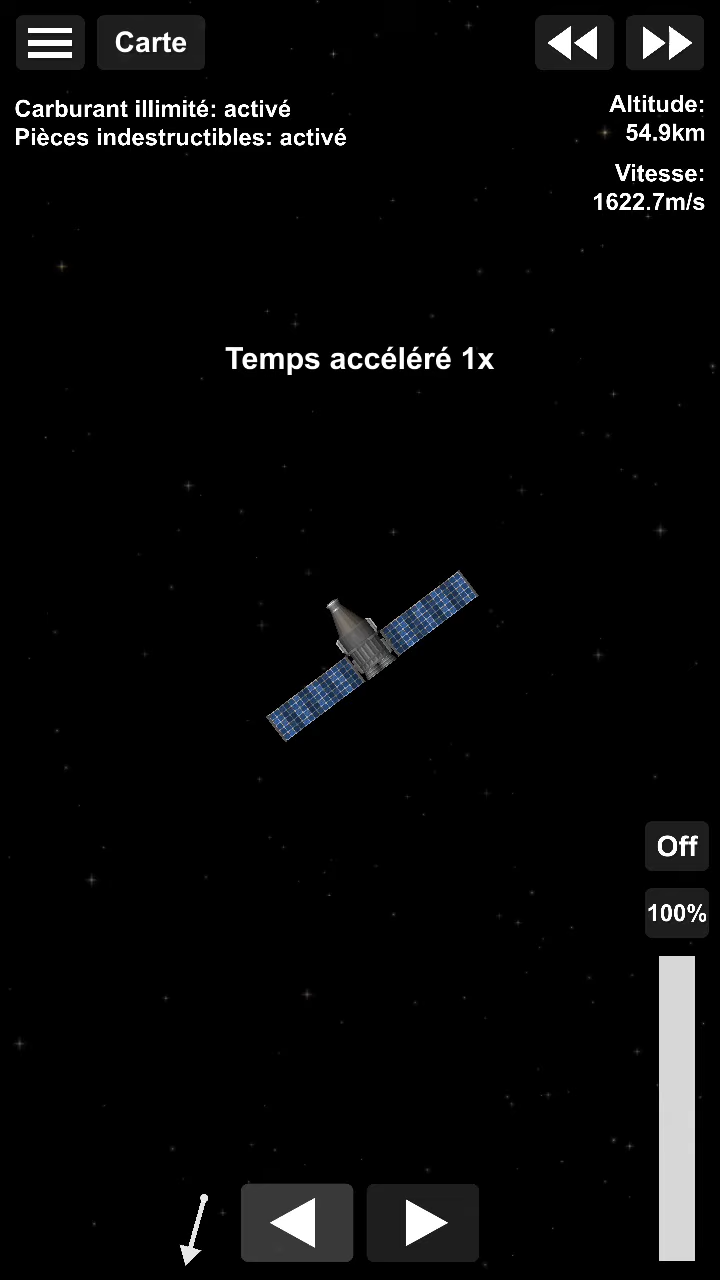 Carte
Carburant illimité: activé
Pièces indestructibles: activé
Altitude:
54.9km
Vitesse:
1622.7m/s
Temps accéléré 1x
Off
100%